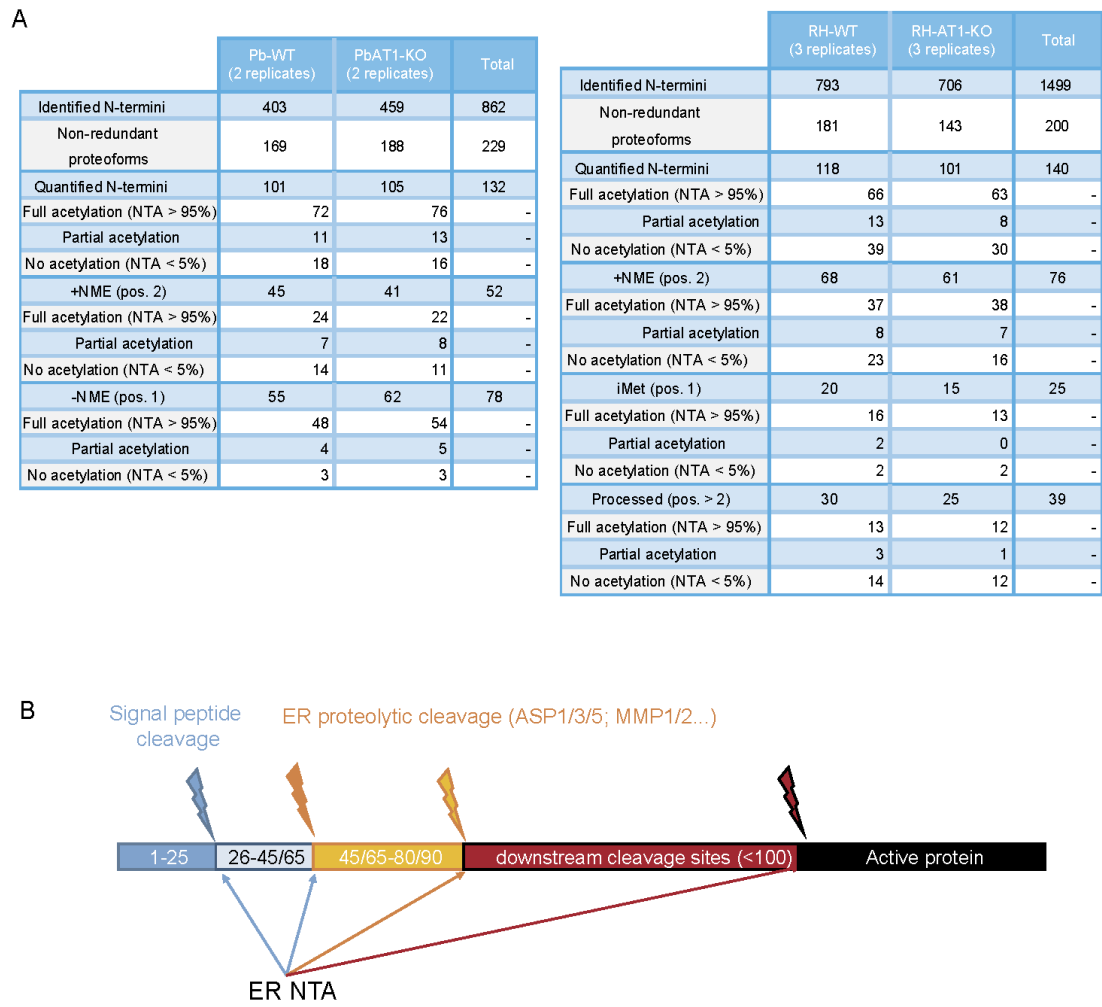 A
Pb-WT (2 replicates) PbAT1-KO (2 replicates) Total
Identified N-termini 403 459 862
Non-redundant proteoforms 169 188 229
Quantified N-termini 101 105 132
Full acetylation (NTA > 95%) 72 76 -
Partial acetylation 11 13 -
No acetylation (NTA < 5%) 18 16 -
+NME (pos. 2) 45 41 52
Full acetylation (NTA > 95%) 24 22 -
Partial acetylation 7 8 -
No acetylation (NTA < 5%) 14 11 -
-NME (pos. 1) 55 62 78
Full acetylation (NTA > 95%) 48 54 -
Partial acetylation 4 5 -
No acetylation (NTA < 5%) 3 3 -
RH-WT (3 replicates) RH-AT1-KO (3 replicates) Total
Identified N-termini 793 706 1499
Non-redundant proteoforms 181 143 200
Quantified N-termini 118 101 140
Full acetylation (NTA > 95%) 66 63 -
Partial acetylation 13 8 -
No acetylation (NTA < 5%) 39 30 -
+NME (pos. 2) 68 61 76
Full acetylation (NTA > 95%) 37 38 -
Partial acetylation 8 7 -
No acetylation (NTA < 5%) 23 16 -
iMet (pos. 1) 20 15 25
Full acetylation (NTA > 95%) 16 13 -
Partial acetylation 2 0 -
No acetylation (NTA < 5%) 2 2 -
Processed (pos. > 2) 30 25 39
Full acetylation (NTA > 95%) 13 12 -
Partial acetylation 3 1 -
No acetylation (NTA < 5%) 14 12 -
B
Signal peptide
cleavage
ER proteolytic cleavage (ASP1/3/5; MMP1/2...)
1-25 26-45/65 45/65-80/90 downstream cleavage sites (<100) Active protein
ER NTA